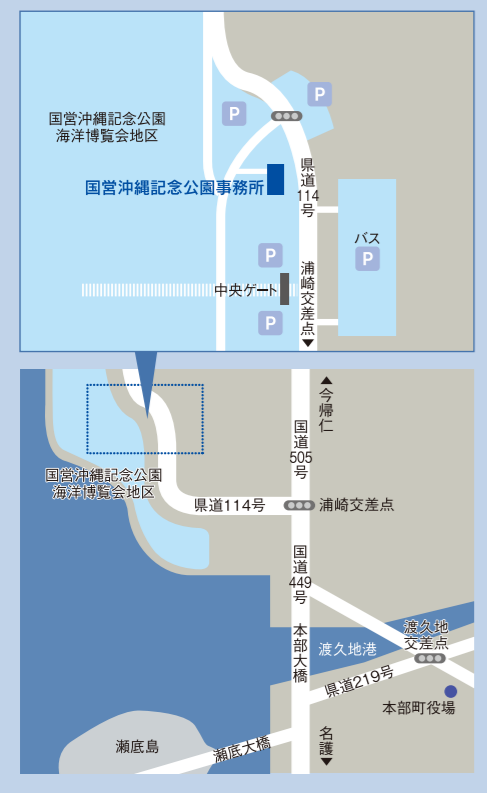 P
P
国営沖縄記念公園
海洋博覧会地区
県道114号
国営沖縄記念公園事務所
バス
P
P
中央ゲート
浦崎交差点▼
P
▲今帰仁
国道505号
国営沖縄記念公園
海洋博覧会地区
県道114号
浦崎交差点
国道449号
渡久地
交差点
本部大橋
渡久地港
県道219号
本部町役場
名護▼
瀬底島
瀬底大橋